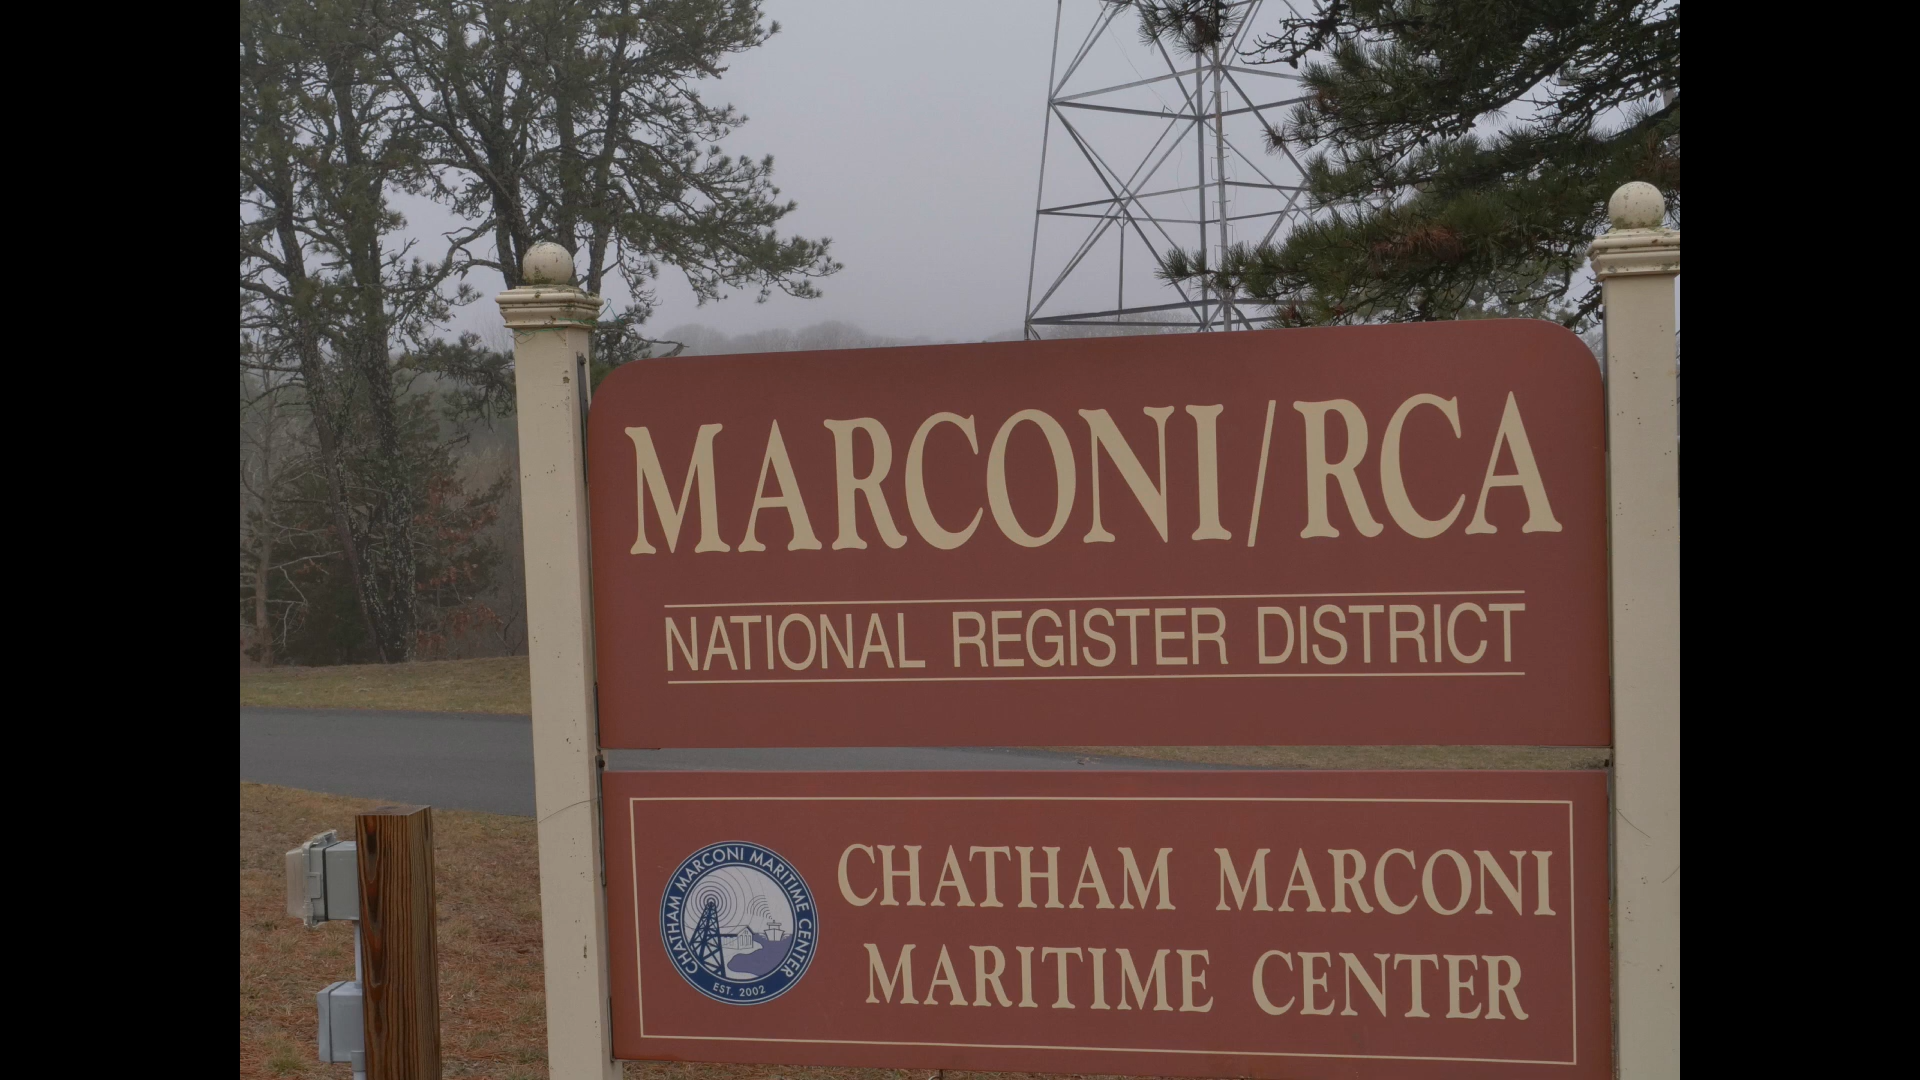 MARCONI/RCA
NATIONAL REGISTER DISTRICT
CHATHAM MARCONI MARITIME CENTER
EST. 2002
CHATHAM MARCONI
MARITIME CENTER